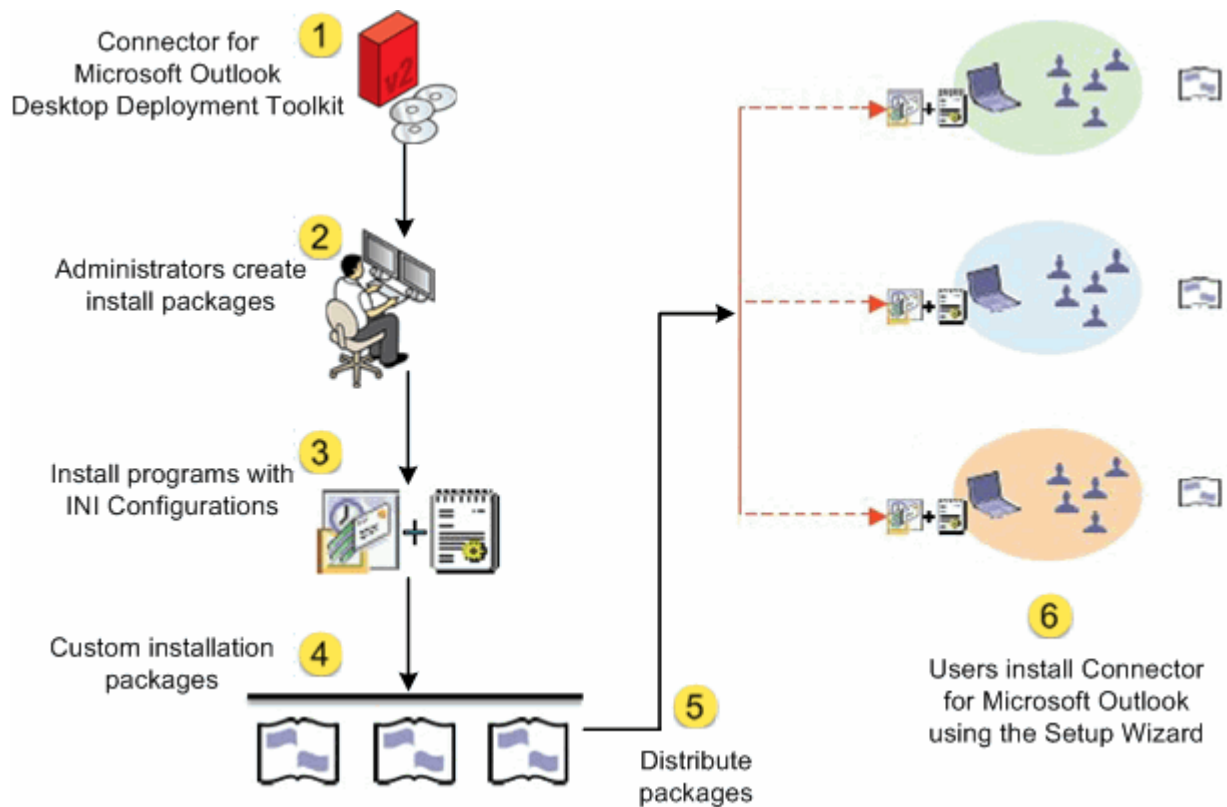 1
Connector for
Microsoft Outlook
Desktop Deployment Toolkit
v2
2
Administrators create
install packages
3
Install programs with
INI Configurations
4
Custom installation
packages
5
Distribute
packages
6
Users install Connector
for Microsoft Outlook
using the Setup Wizard